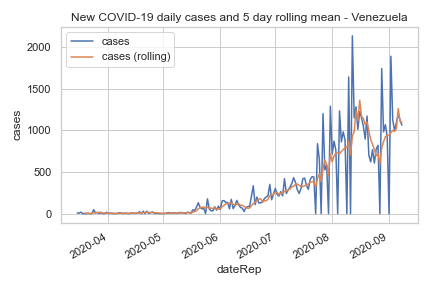 New COVID-19 daily cases and 5 day rolling mean - Venezuela
cases
cases (rolling)
cases
2000
1500
1000
500
0
2020-04
2020-05
2020-06
2020-07
2020-08
2020-09
dateRep